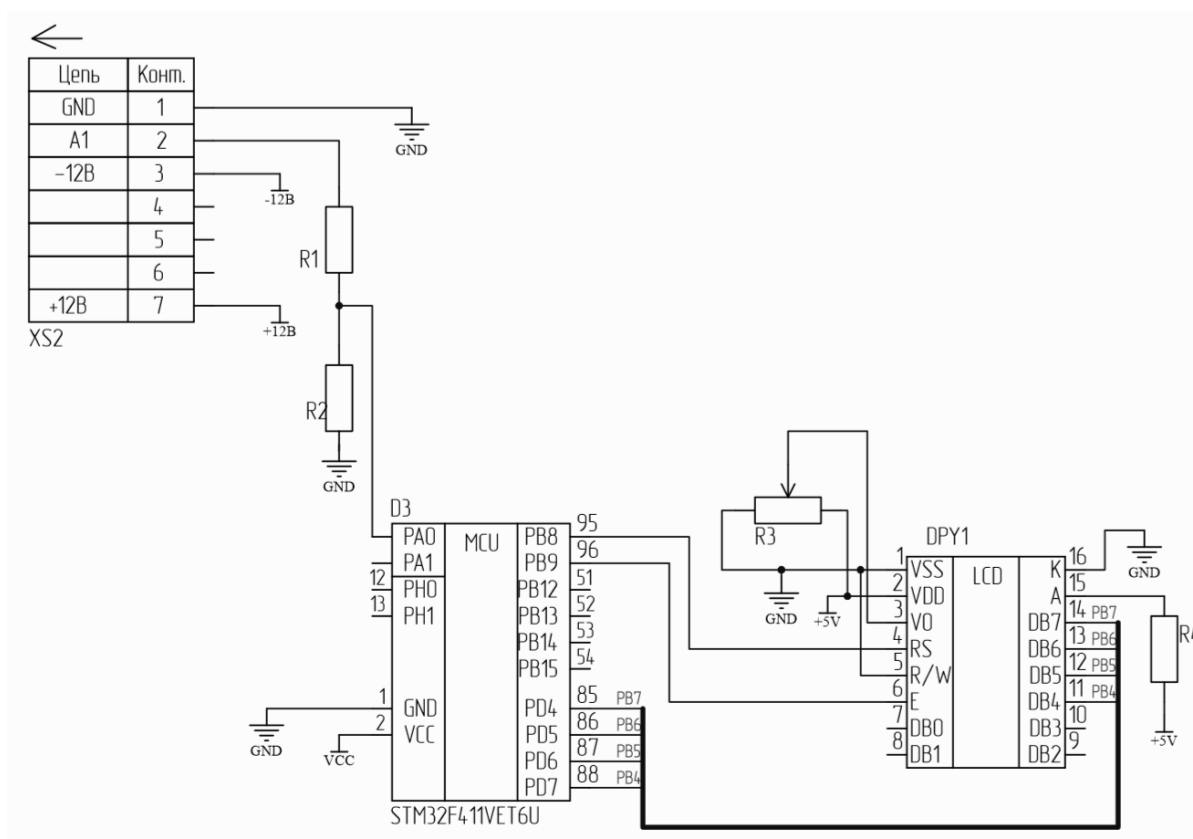 Цепь Конт.
GND 1
A1 2
-12В 3
4
5
6
+12В 7
XS2
GND
-12В
+12В
R1
R2
GND
D3
MCU
PA0
PA1
12 PH0
13 PH1
1 GND
2 VCC
GND
VCC
PB8 95
PB9 96
PB12 51
PB13 52
PB14 53
PB15 54
PD4 85 PB7
PD5 86 PB6
PD6 87 PB5
PD7 88 PB4
STM32F411VET6U
R3
GND
+5V
DPY1
LCD
1 VSS
2 VDD
3 VO
4 RS
5 R/W
6 E
7 DB0
8 DB1
K 16
A 15
DB7 14 PB7
DB6 13 PB6
DB5 12 PB5
DB4 11 PB4
DB3 10
DB2 9
GND
R4
+5V